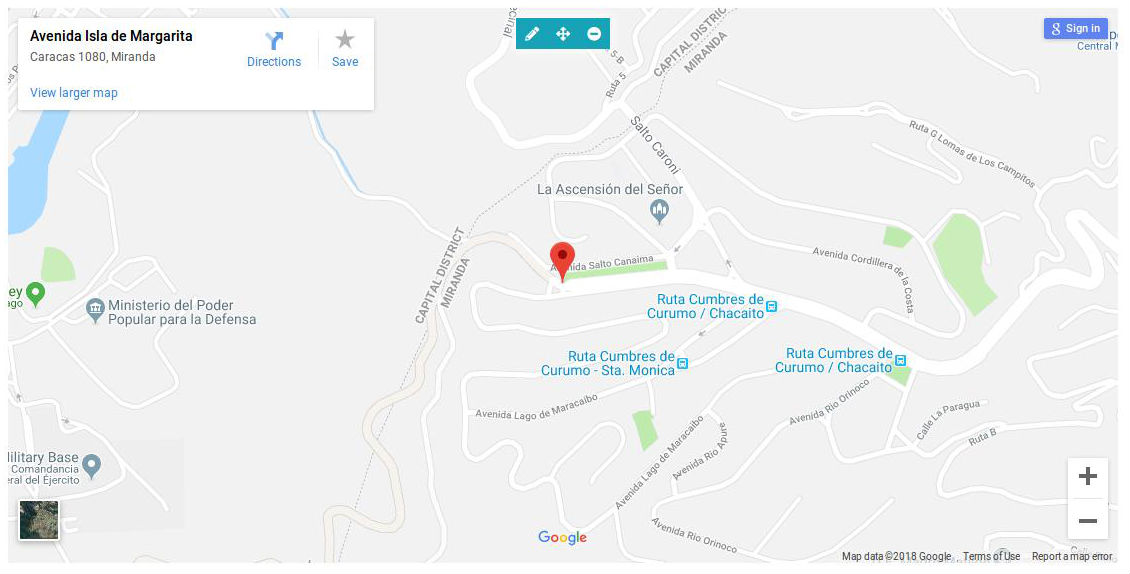 Avenida Isla de Margarita
Caracas 1080, Miranda
Directions
Save
View larger map
Sign in
Central
CAPITAL DISTRICT
MIRANDA
Ruta 5
Salto Caroni
Ruta G Lomas de Los Campitos
La Ascensión del Señor
CAPITAL DISTRICT
MIRANDA
Avenida Salto Canaima
Avenida Cordillera de la Costa
Ministerio del Poder
Popular para la Defensa
Ruta Cumbres de
Curumo / Chacaito
Ruta Cumbres de
Curumo - Sta. Monica
Ruta Cumbres de
Curumo / Chacaito
Avenida Lago de Maracaibo
Avenida Rio Orinoco
Calle La Paragua
Ruta B
Avenida Lago de Maracaibo
Avenida Rio Apure
Military Base
Comandancia
eral del Ejercito
Avenida Rio Orinoco
Google
Map data ©2018 Google
Terms of Use
Report a map error